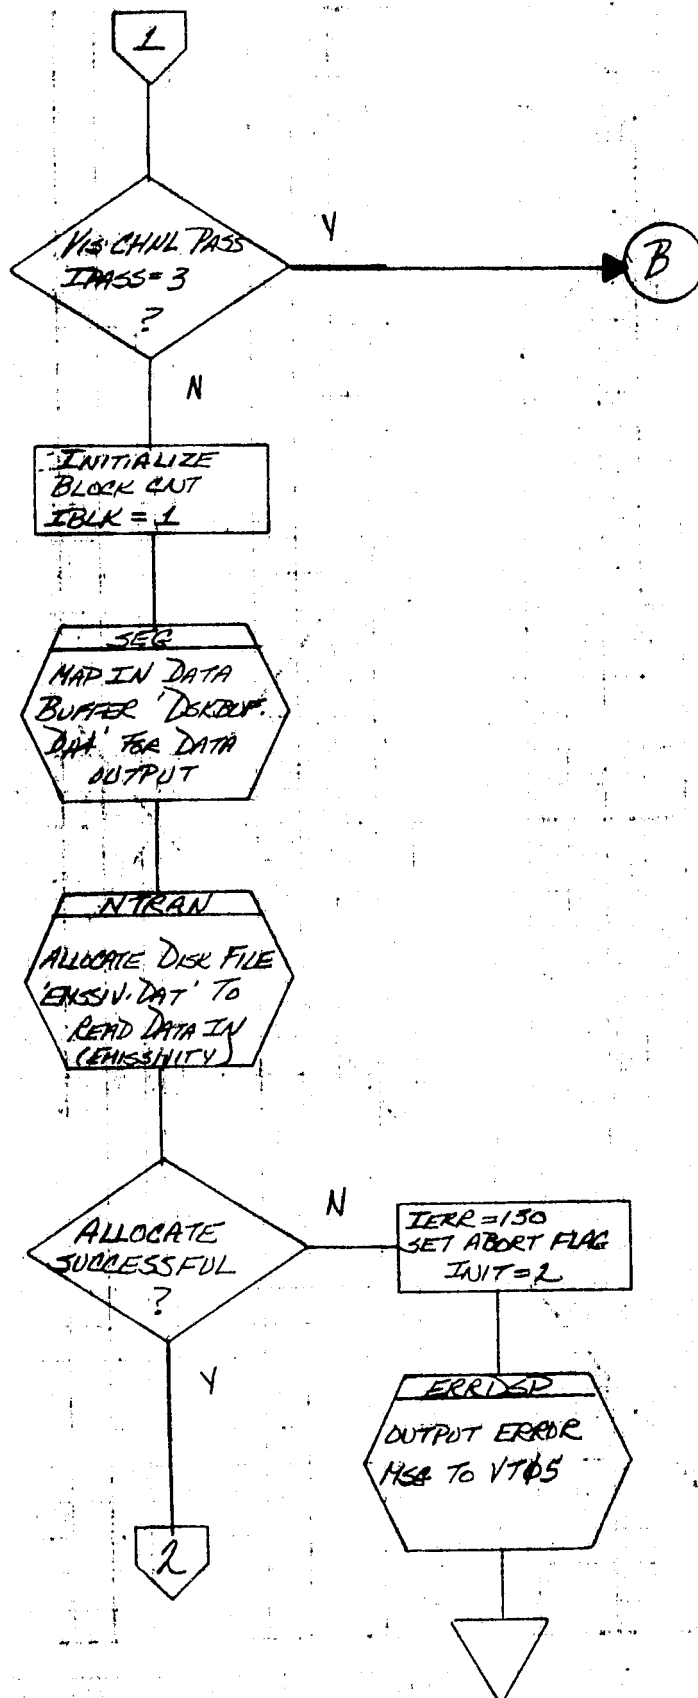 1
VIS CHNL PASS
IPASS = 3
?
Y
B
N
INITIALIZE
BLOCK CNT
IBLK = 1
SEG
MAP IN DATA
BUFFER 'DSKBUF.
DAT' FOR DATA
OUTPUT
NTRAN
ALLOCATE DISK FILE
'EMSSIV.DAT' TO
READ DATA IN
(EMISSIVITY)
ALLOCATE
SUCCESSFUL
?
N
IERR = 130
SET ABORT FLAG
INIT = 2
Y
ERRDSP
OUTPUT ERROR
MSG TO VTØ5
2